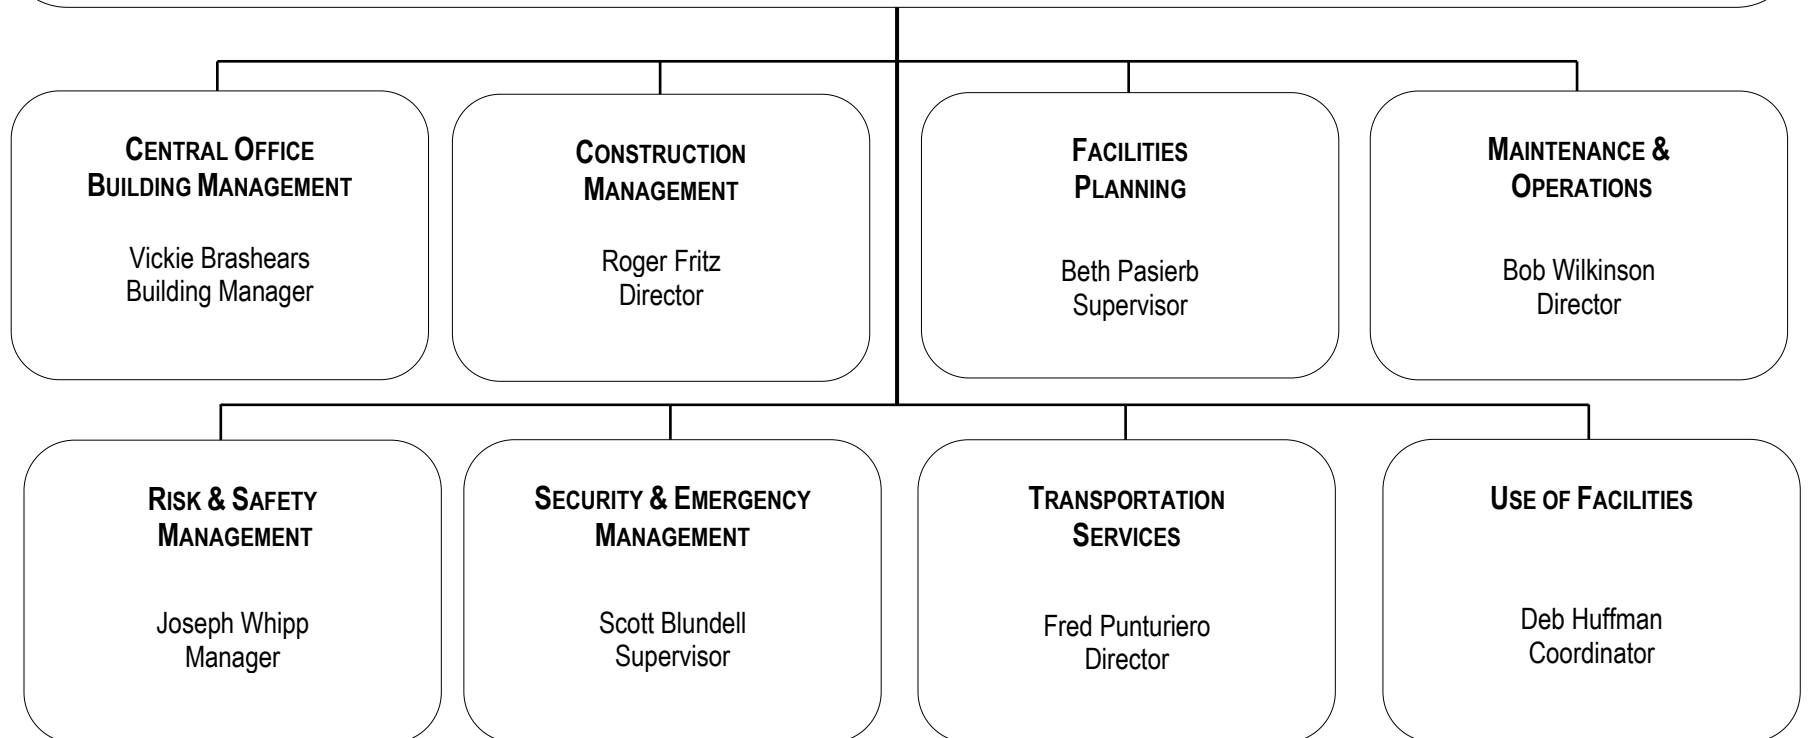 CENTRAL OFFICE
BUILDING MANAGEMENT
Vickie Brashears
Building Manager
CONSTRUCTION
MANAGEMENT
Roger Fritz
Director
FACILITIES
PLANNING
Beth Pasierb
Supervisor
MAINTENANCE &
OPERATIONS
Bob Wilkinson
Director
RISK & SAFETY
MANAGEMENT
Joseph Whipp
Manager
SECURITY & EMERGENCY
MANAGEMENT
Scott Blundell
Supervisor
TRANSPORTATION
SERVICES
Fred Punturiero
Director
USE OF FACILITIES
Deb Huffman
Coordinator